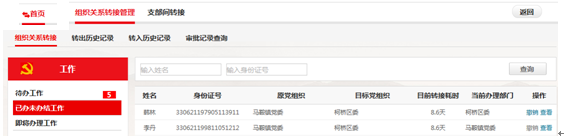 首页 组织关系转接管理 支部间转接 返回
组织关系转接 转出历史记录 转入历史记录 审批记录查询
工作
待办工作 5
已办未办结工作
即将办理工作
输入姓名 输入身份证号 查询
姓名 身份证号 原党组织 目标党组织 目前转接耗时 当前办理部门 操作
韩林 330621197905113911 马鞍镇党委 柯桥区委 8.6天 柯桥区委 撤销 查看
李丹 330621199811051212 马鞍镇党委 柯桥区委 8.6天 马鞍镇党委 撤销 查看